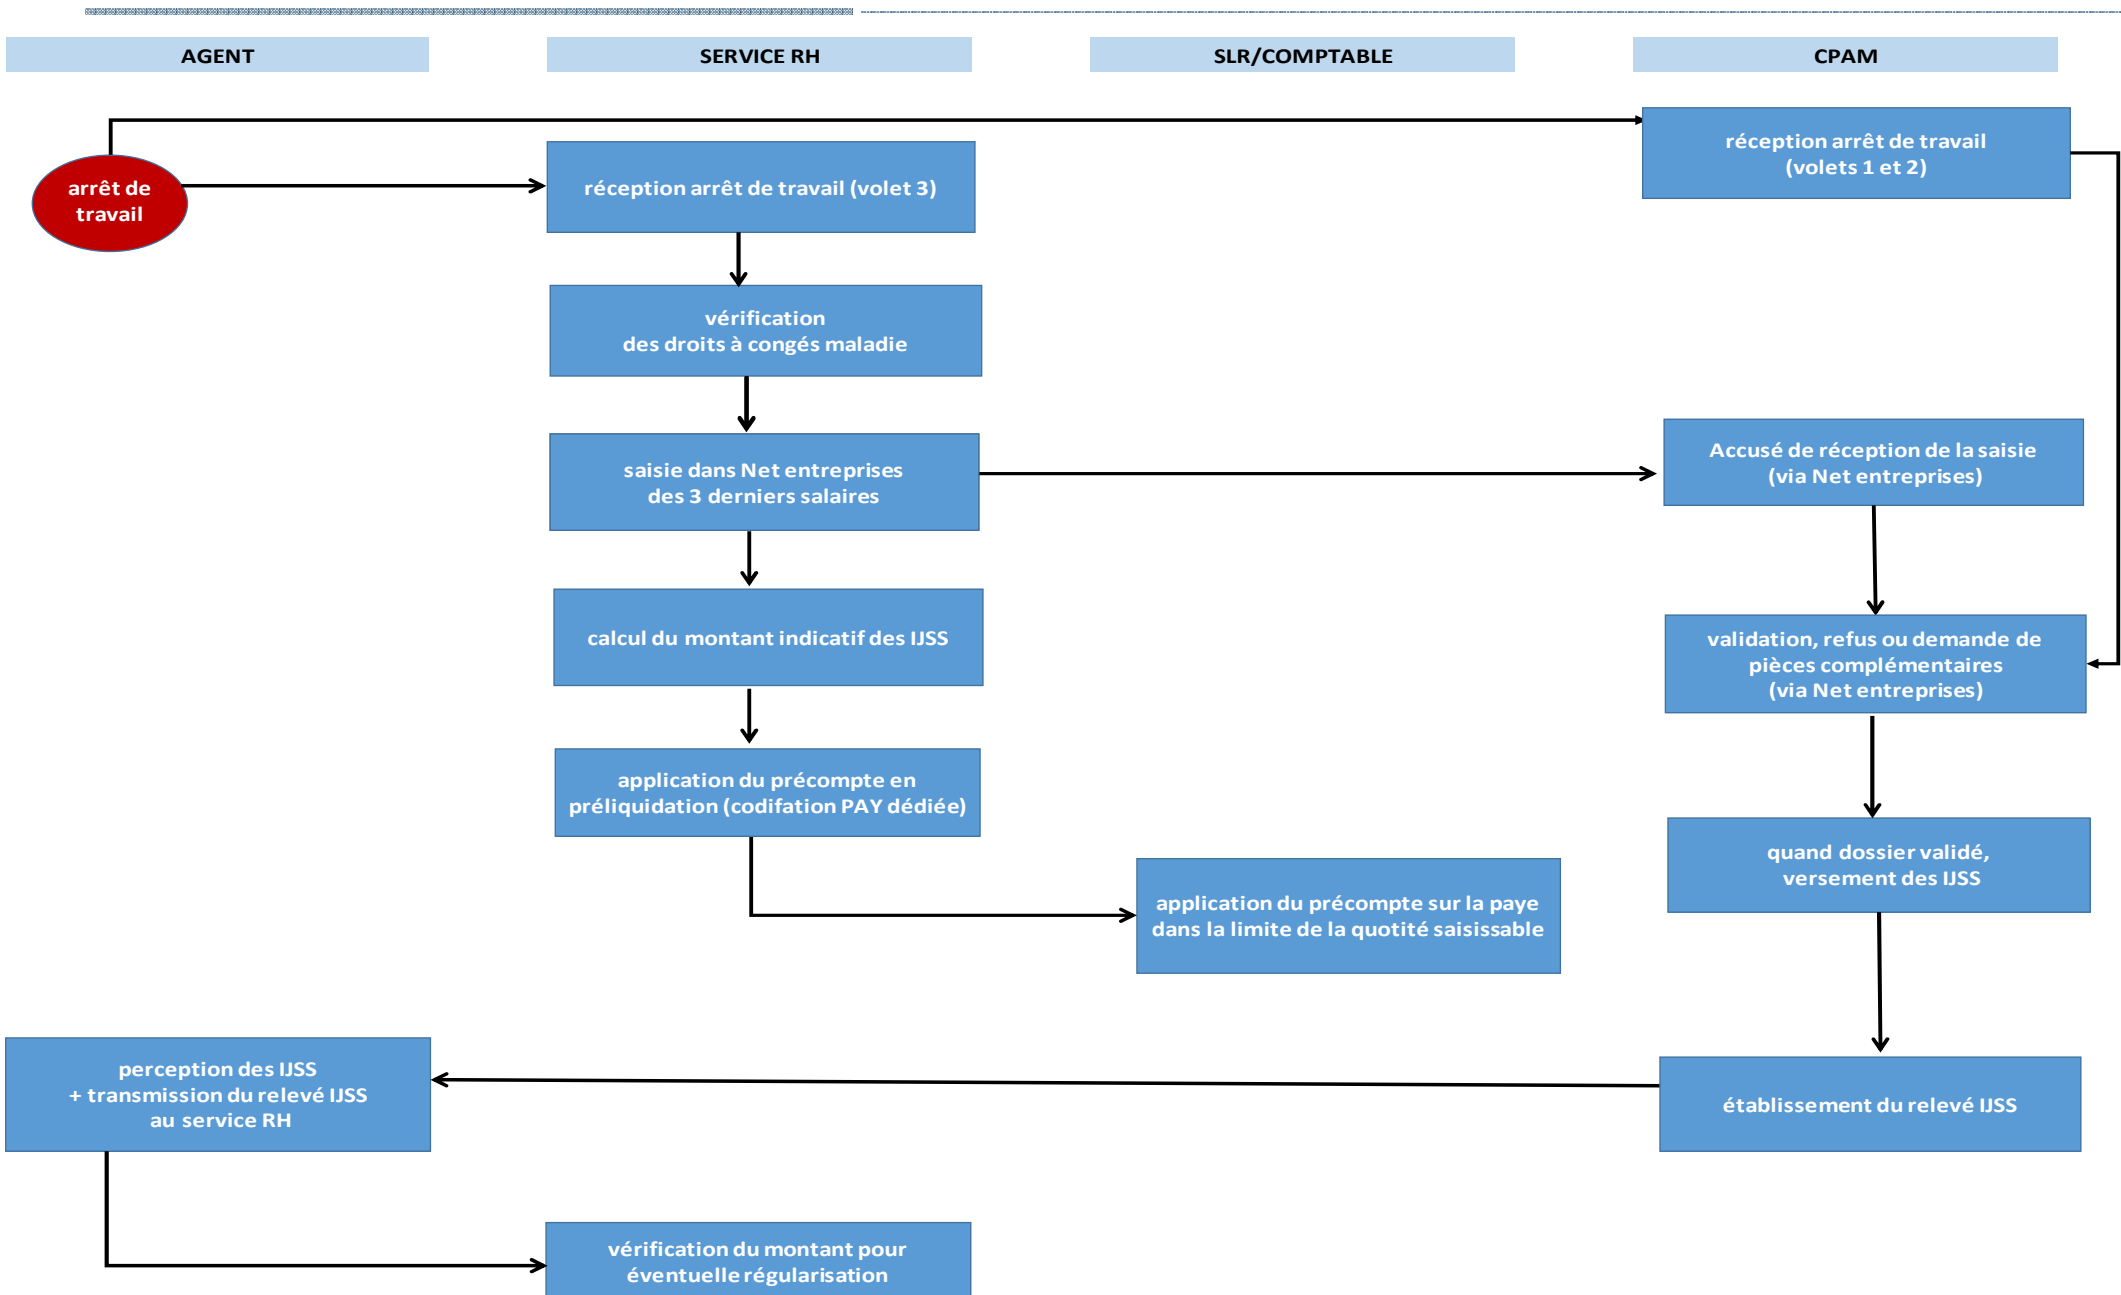 AGENT
SERVICE RH
SLR/COMPTABLE
CPAM
arrêt de
travail
réception arrêt de travail (volet 3)
réception arrêt de travail
(volets 1 et 2)
vérification
des droits à congés maladie
saisie dans Net entreprises
des 3 derniers salaires
Accusé de réception de la saisie
(via Net entreprises)
calcul du montant indicatif des IJSS
validation, refus ou demande de
pièces complémentaires
(via Net entreprises)
application du précompte en
préliquidation (codifation PAY dédiée)
quand dossier validé,
versement des IJSS
application du précompte sur la paye
dans la limite de la quotité saisissable
perception des IJSS
+ transmission du relevé IJSS
au service RH
établissement du relevé IJSS
vérification du montant pour
éventuelle régularisation